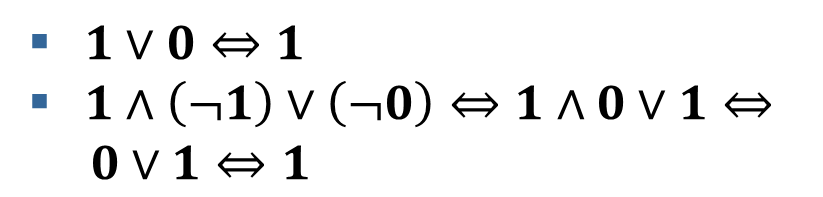 ▪ 1 ∨ 0 ⇔ 1
▪ 1 ∧ (¬1) ∨ (¬0) ⇔ 1 ∧ 0 ∨ 1 ⇔
0 ∨ 1 ⇔ 1